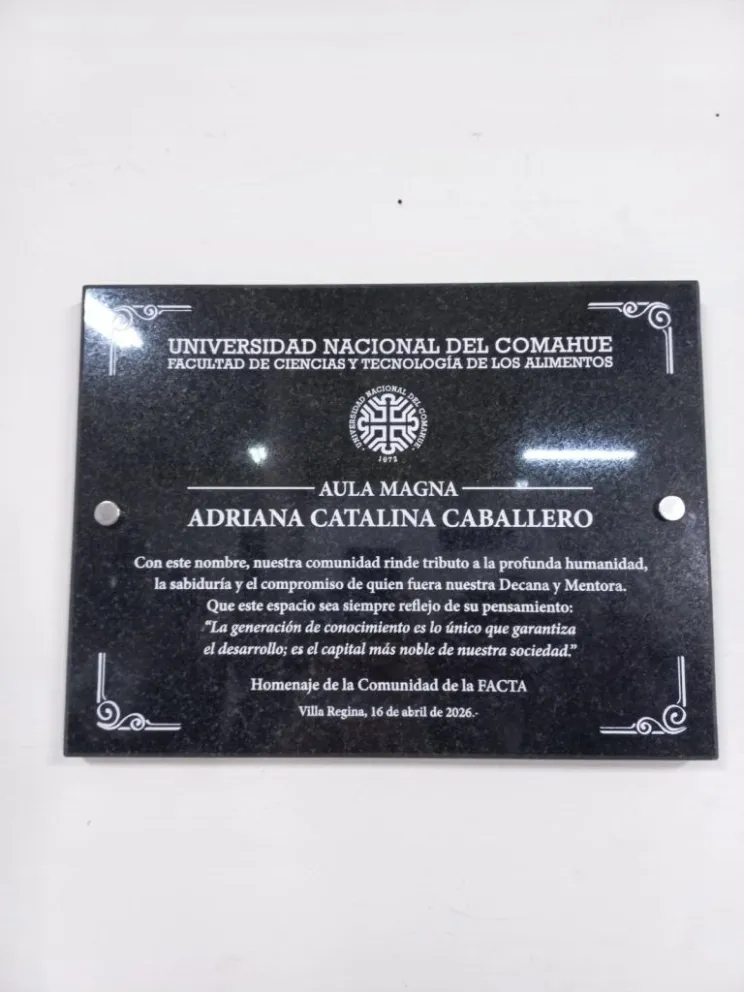 UNIVERSIDAD NACIONAL DEL COMAHUE
FACULTAD DE CIENCIAS Y TECNOLOGÍA DE LOS ALIMENTOS
UNIVERSIDAD NACIONAL DEL COMAHUE
1972
AULA MAGNA
ADRIANA CATALINA CABALLERO
Con este nombre, nuestra comunidad rinde tributo a la profunda humanidad,
la sabiduría y el compromiso de quien fuera nuestra Decana y Mentora.
Que este espacio sea siempre reflejo de su pensamiento:
“La generación de conocimiento es lo único que garantiza
el desarrollo; es el capital más noble de nuestra sociedad.”
Homenaje de la Comunidad de la FACTA
Villa Regina, 16 de abril de 2026.-